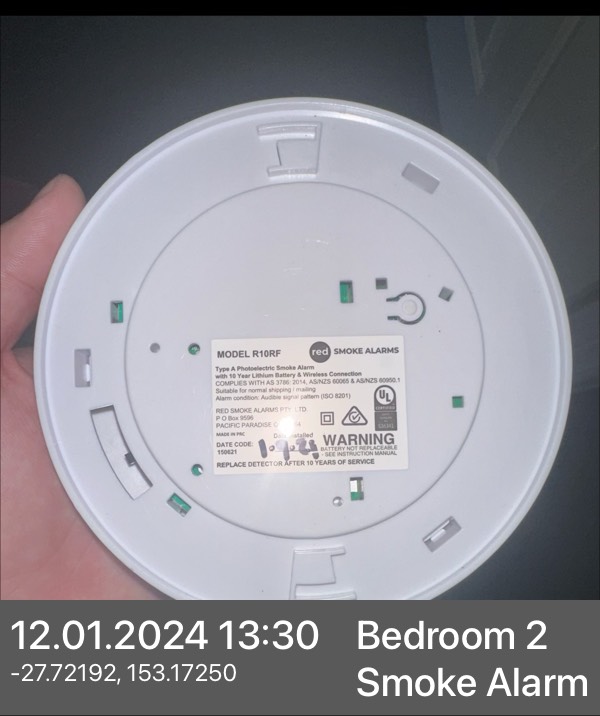 MODEL R10RF
red SMOKE ALARMS
Type A Photoelectric Smoke Alarm
with 10 Year Lithium Battery & Wireless Connection
COMPLIES WITH AS 3786: 2014, AS/NZS 60065 & AS/NZS 60950.1
Suitable for normal shipping / mailing
Alarm condition: Audible signal pattern (ISO 8201)
UL
RED SMOKE ALARMS PTY. LTD.
P O Box 9596
PACIFIC PARADISE
MADE IN PRC
DATE CODE:
150621
WARNING
BATTERY NOT REPLACEABLE
- SEE INSTRUCTION MANUAL
REPLACE DETECTOR AFTER 10 YEARS OF SERVICE
12.01.2024 13:30
-27.72192, 153.17250
Bedroom 2
Smoke Alarm